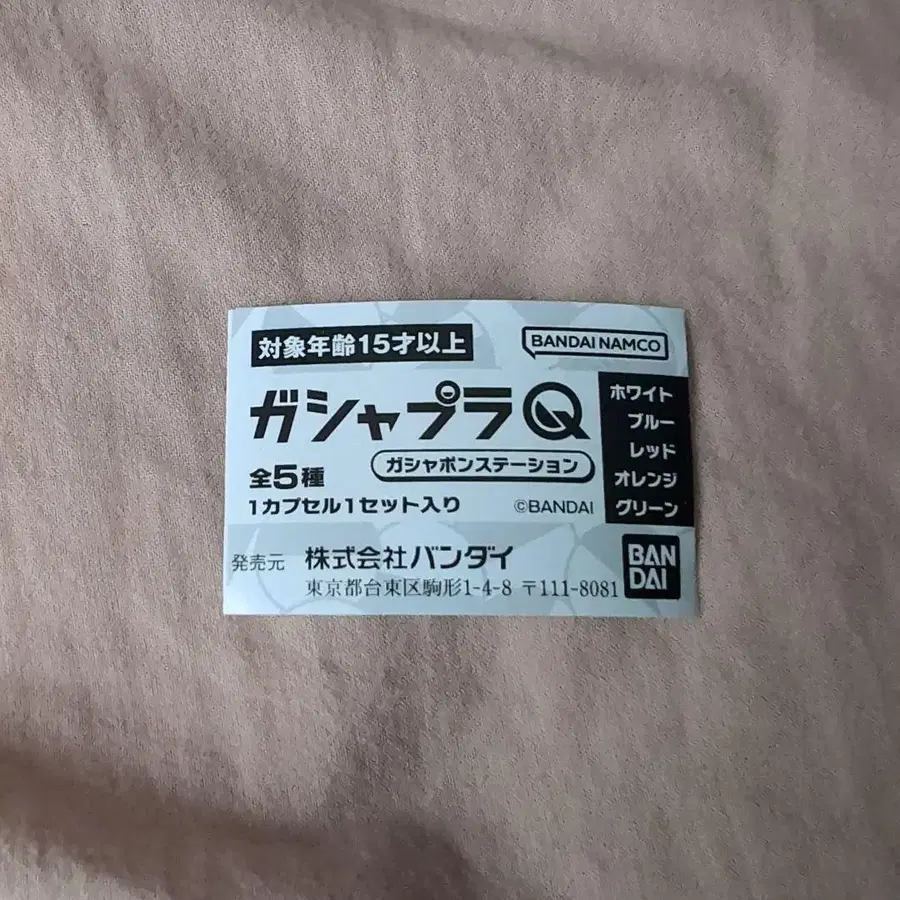 対象年齢15才以上
BANDAI NAMCO
ガシャプラQ
ガシャポンステーション
全5種
1カプセル1セット入り
©BANDAI
ホワイト
ブルー
レッド
オレンジ
グリーン
発売元 株式会社バンダイ
東京都台東区駒形1-4-8 〒111-8081
BAN
DAI